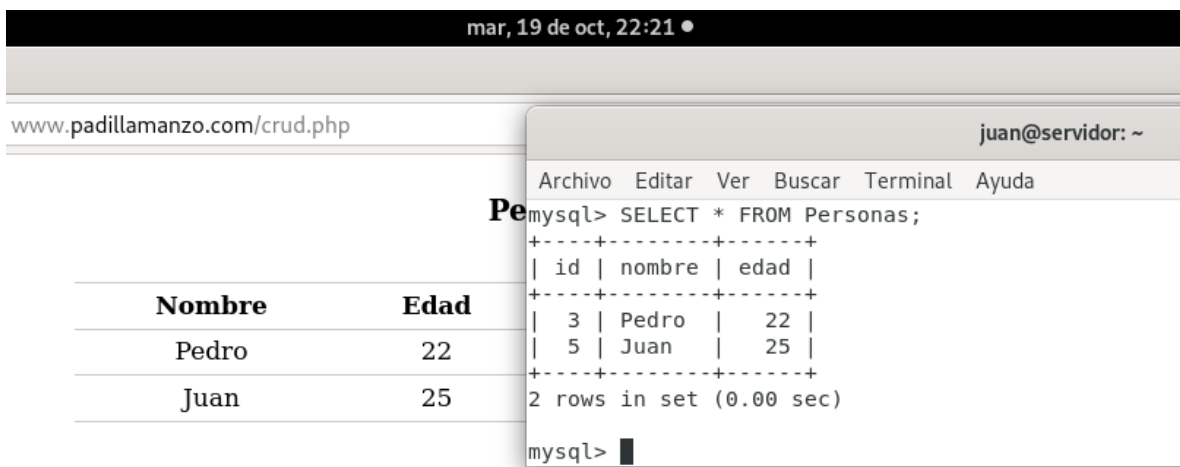 mar, 19 de oct, 22:21
www.padillamanzo.com/crud.php
Pe
Nombre Edad
Pedro 22
Juan 25
juan@servidor: ~
Archivo Editar Ver Buscar Terminal Ayuda
mysql> SELECT * FROM Personas;
+----+--------+------+
| id | nombre | edad |
+----+--------+------+
|  3 | Pedro  |   22 |
|  5 | Juan   |   25 |
+----+--------+------+
2 rows in set (0.00 sec)
mysql>